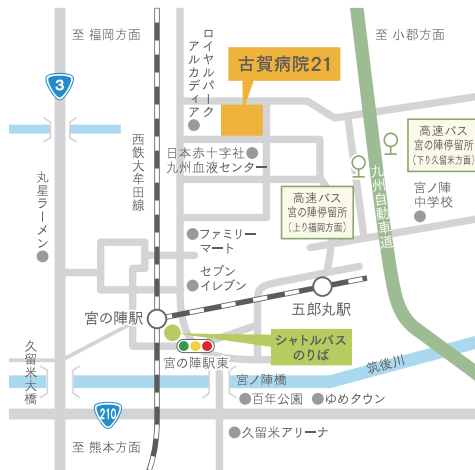 至 福岡方面
ロイヤルパーク
アルカディア
至 小郡方面
3
古賀病院21
西鉄大牟田線
高速バス
宮の陣停留所
(下り久留米方面)
日本赤十字社
九州血液センター
丸星ラーメン
九州自動車道
宮ノ陣
中学校
高速バス
宮の陣停留所
(上り福岡方面)
ファミリー
マート
セブン
イレブン
五郎丸駅
宮の陣駅
シャトルバス
のりば
久留米大橋
宮の陣駅東
筑後川
宮ノ陣橋
百年公園
ゆめタウン
210
久留米アリーナ
至 熊本方面